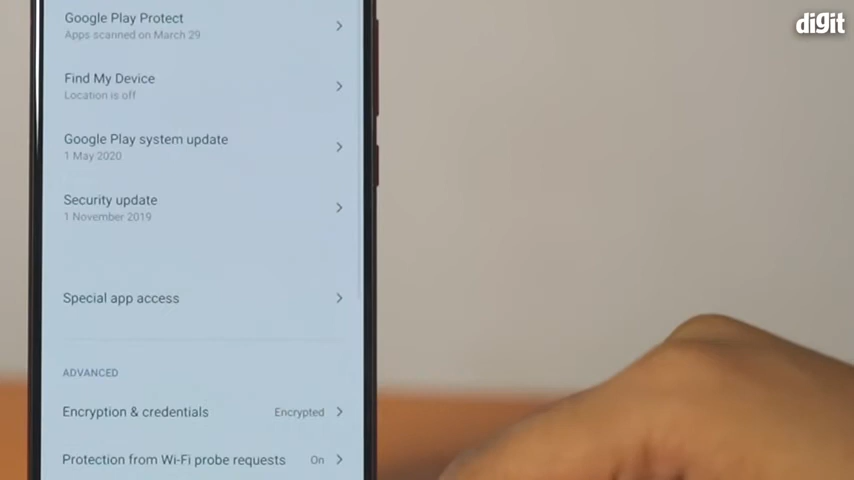 digit
Google Play Protect
Apps scanned on March 29
Find My Device
Location is off
Google Play system update
1 May 2020
Security update
1 November 2019
Special app access
ADVANCED
Encryption & credentials Encrypted
Protection from Wi-Fi probe requests On